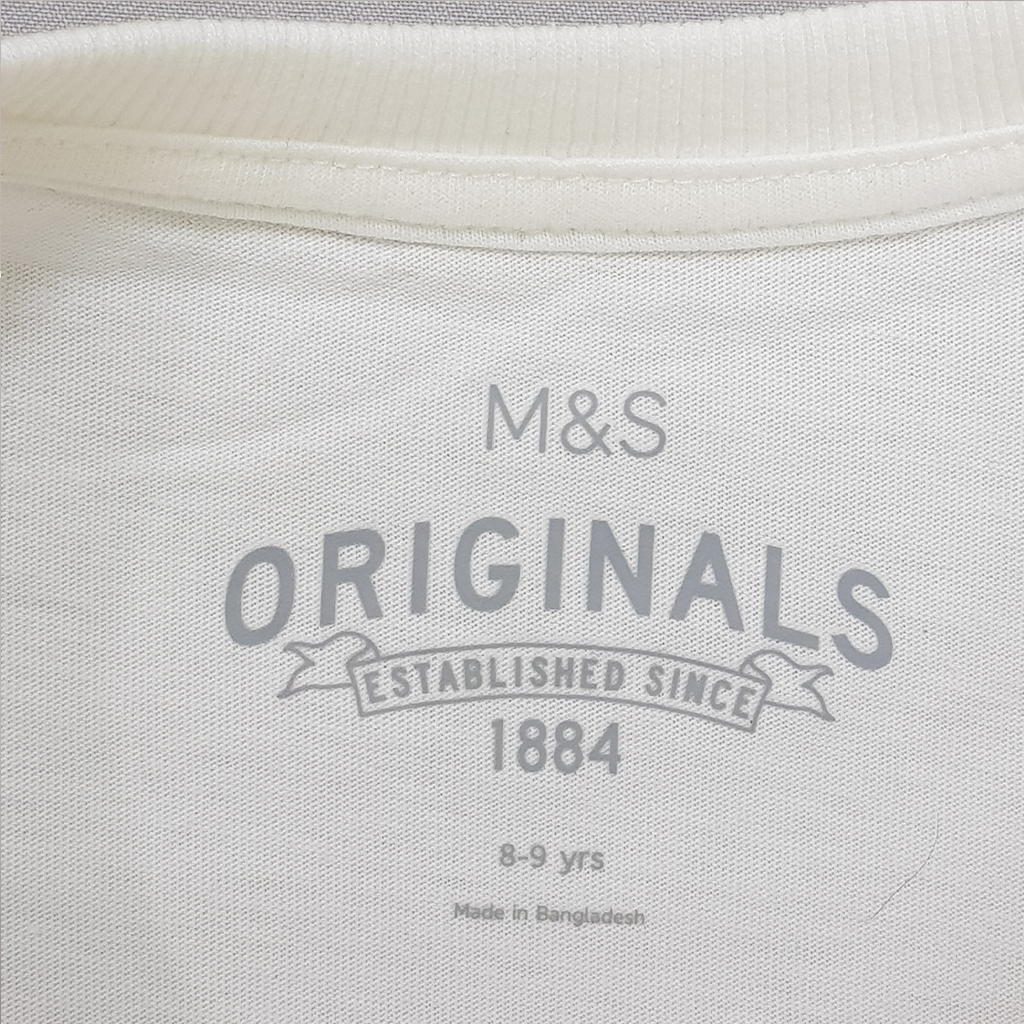 M&S
ORIGINALS
ESTABLISHED SINCE
1884
8-9 yrs
Made in Bangladesh